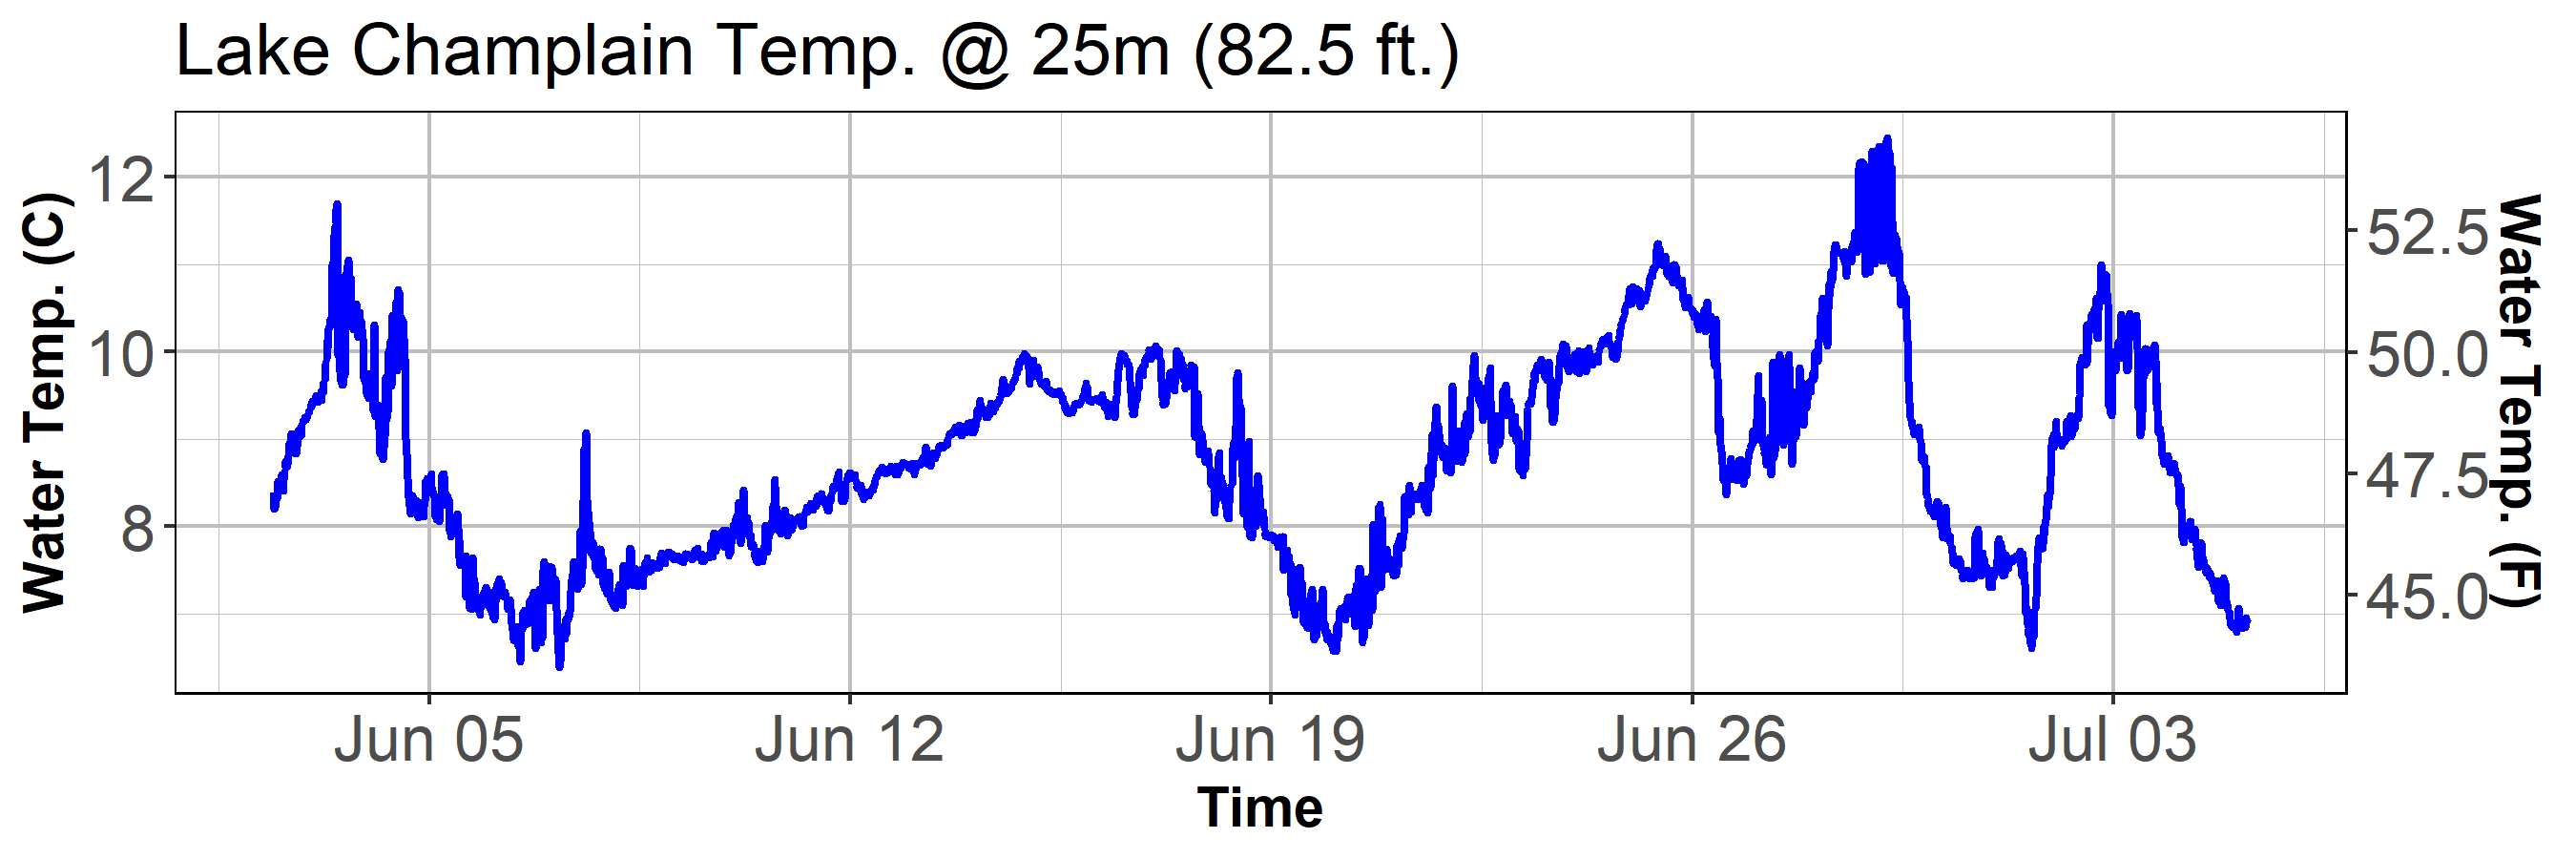 Lake Champlain Temp. @ 25m (82.5 ft.)
Water Temp. (C)
12
10
8
52.5
50.0
47.5
45.0
Water Temp. (F)
Jun 05
Jun 12
Jun 19
Jun 26
Jul 03
Time